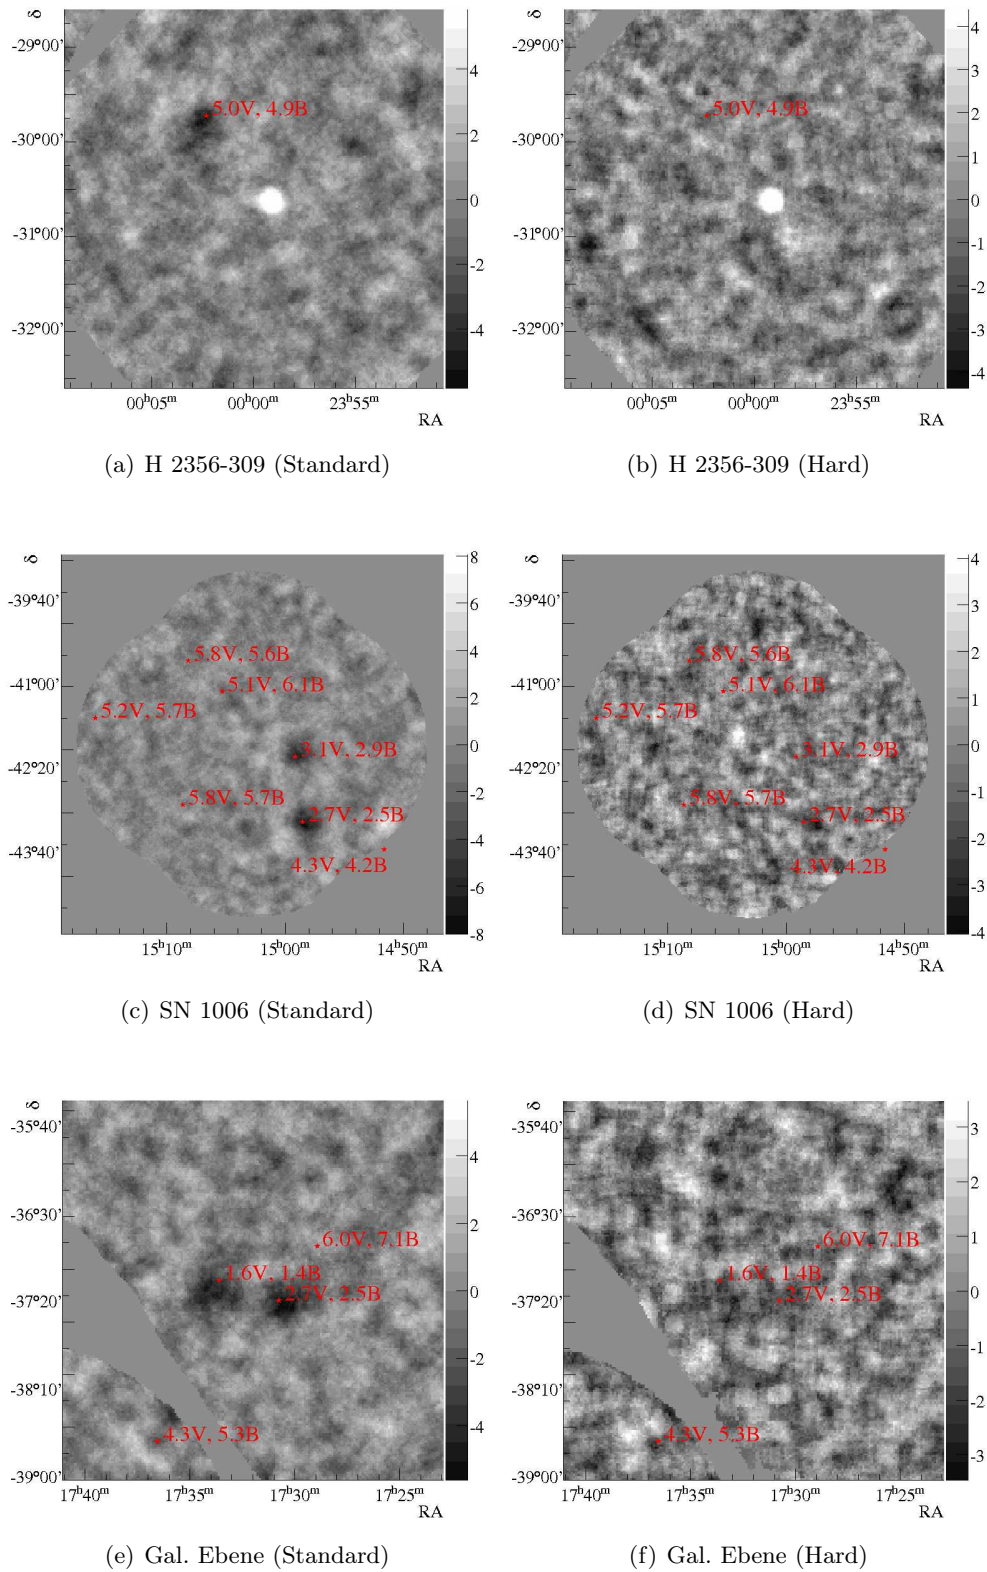 δ
-29°00'
-30°00'
-31°00'
-32°00'
5.0V, 4.9B
4
2
0
-2
-4
00h05m 00h00m 23h55m
RA
(a) H 2356-309 (Standard)
δ
-29°00'
-30°00'
-31°00'
-32°00'
5.0V, 4.9B
4
3
2
1
0
-1
-2
-3
-4
00h05m 00h00m 23h55m
RA
(b) H 2356-309 (Hard)
δ
-39°40'
-41°00'
-42°20'
-43°40'
5.8V, 5.6B
5.1V, 6.1B
5.2V, 5.7B
3.1V, 2.9B
5.8V, 5.7B
2.7V, 2.5B
4.3V, 4.2B
8
6
4
2
0
-2
-4
-6
-8
15h10m 15h00m 14h50m
RA
(c) SN 1006 (Standard)
δ
-39°40'
-41°00'
-42°20'
-43°40'
5.8V, 5.6B
5.1V, 6.1B
5.2V, 5.7B
3.1V, 2.9B
5.8V, 5.7B
2.7V, 2.5B
4.3V, 4.2B
4
3
2
1
0
-1
-2
-3
-4
15h10m 15h00m 14h50m
RA
(d) SN 1006 (Hard)
δ
-35°40'
-36°30'
-37°20'
-38°10'
-39°00'
6.0V, 7.1B
1.6V, 1.4B
2.7V, 2.5B
4.3V, 5.3B
4
2
0
-2
-4
17h40m 17h35m 17h30m 17h25m
RA
(e) Gal. Ebene (Standard)
δ
-35°40'
-36°30'
-37°20'
-38°10'
-39°00'
6.0V, 7.1B
1.6V, 1.4B
2.7V, 2.5B
4.3V, 5.3B
3
2
1
0
-1
-2
-3
17h40m 17h35m 17h30m 17h25m
RA
(f) Gal. Ebene (Hard)